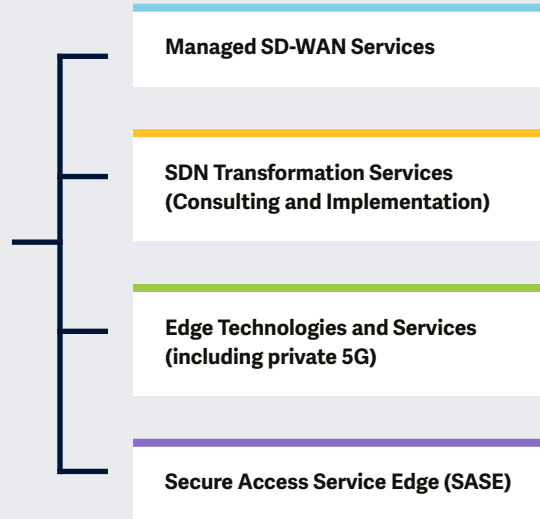 Managed SD-WAN Services
SDN Transformation Services
(Consulting and Implementation)
Edge Technologies and Services
(including private 5G)
Secure Access Service Edge (SASE)